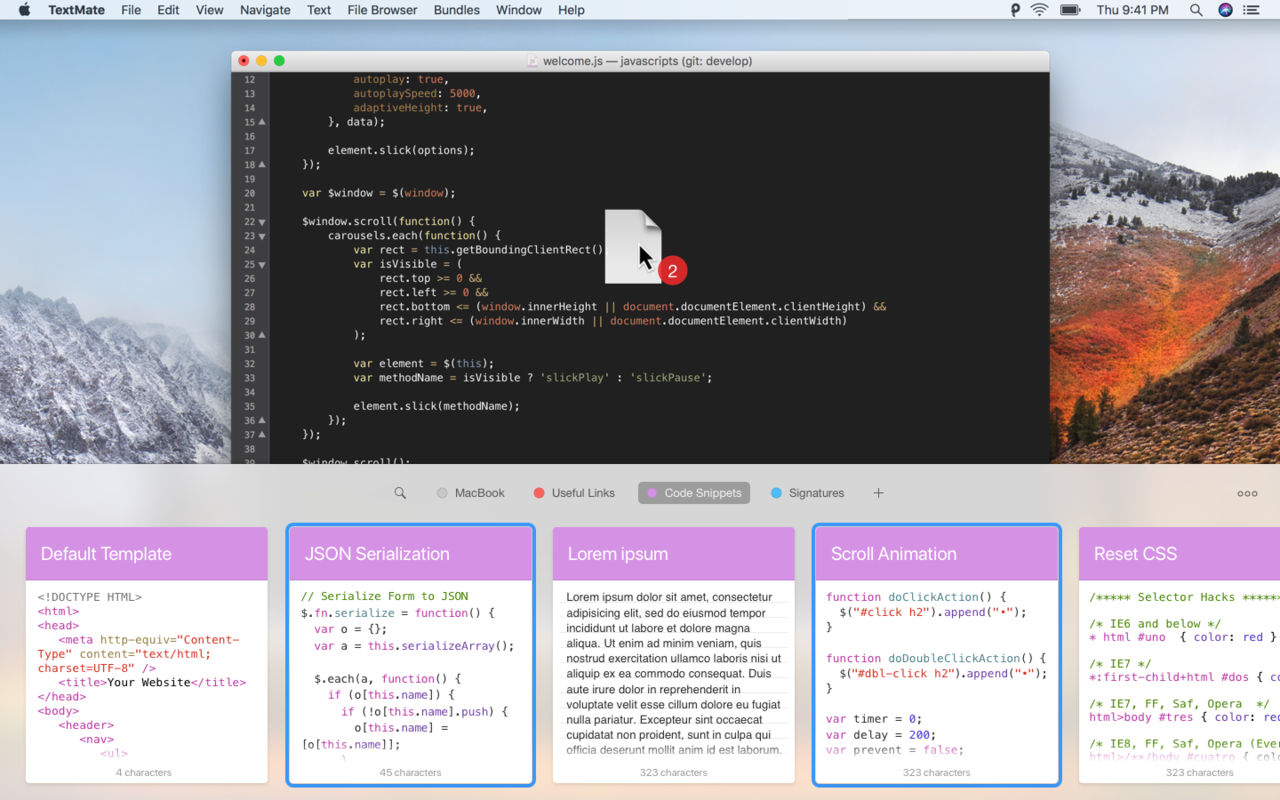 TextMate File Edit View Navigate Text File Browser Bundles Window Help Thu 9:41 PM
welcome.js — javascripts (git: develop)
12 autoplay: true,
13 autoplaySpeed: 5000,
14 adaptiveHeight: true,
15 }, data);
16
17 element.slick(options);
18 });
19
20 var $window = $(window);
21
22 $window.scroll(function() {
23 carousels.each(function() {
24 var rect = this.getBoundingClientRect()
25 var isVisible = (
26 rect.top >= 0 &&
27 rect.left >= 0 &&
28 rect.bottom <= (window.innerHeight || document.documentElement.clientHeight) &&
29 rect.right <= (window.innerWidth || document.documentElement.clientWidth)
30 );
31
32 var element = $(this);
33 var methodName = isVisible ? 'slickPlay' : 'slickPause';
34
35 element.slick(methodName);
36 });
37 });
38
39 $window.scroll();
2
MacBook Useful Links Code Snippets Signatures
Default Template
<!DOCTYPE HTML>
<html>
<head>
<meta http-equiv="Content-
Type" content="text/html;
charset=UTF-8" />
<title>Your Website</title>
</head>
<body>
<header>
<nav>
<ul>
4 characters
JSON Serialization
// Serialize Form to JSON
$.fn.serialize = function() {
var o = {};
var a = this.serializeArray();
$.each(a, function() {
if (o[this.name]) {
if (!o[this.name].push) {
o[this.name] =
[o[this.name]];
}
45 characters
Lorem ipsum
Lorem ipsum dolor sit amet, consectetur
adipisicing elit, sed do eiusmod tempor
incididunt ut labore et dolore magna
aliqua. Ut enim ad minim veniam, quis
nostrud exercitation ullamco laboris nisi ut
aliquip ex ea commodo consequat. Duis
aute irure dolor in reprehenderit in
voluptate velit esse cillum dolore eu fugiat
nulla pariatur. Excepteur sint occaecat
cupidatat non proident, sunt in culpa qui
officia deserunt mollit anim id est laborum.
323 characters
Scroll Animation
function doClickAction() {
$("#click h2").append("•");
}
function doDoubleClickAction() {
$("#dbl-click h2").append("•");
}
var timer = 0;
var delay = 200;
var prevent = false;
323 characters
Reset CSS
/***** Selector Hacks ******
/* IE6 and below */
* html #uno { color: red }
/* IE7 */
*:first-child+html #dos { co
/* IE7, FF, Saf, Opera */
html>body #tres { color: red
/* IE8, FF, Saf, Opera (Ever
html>/**/body #cuatro { colo
323 characters